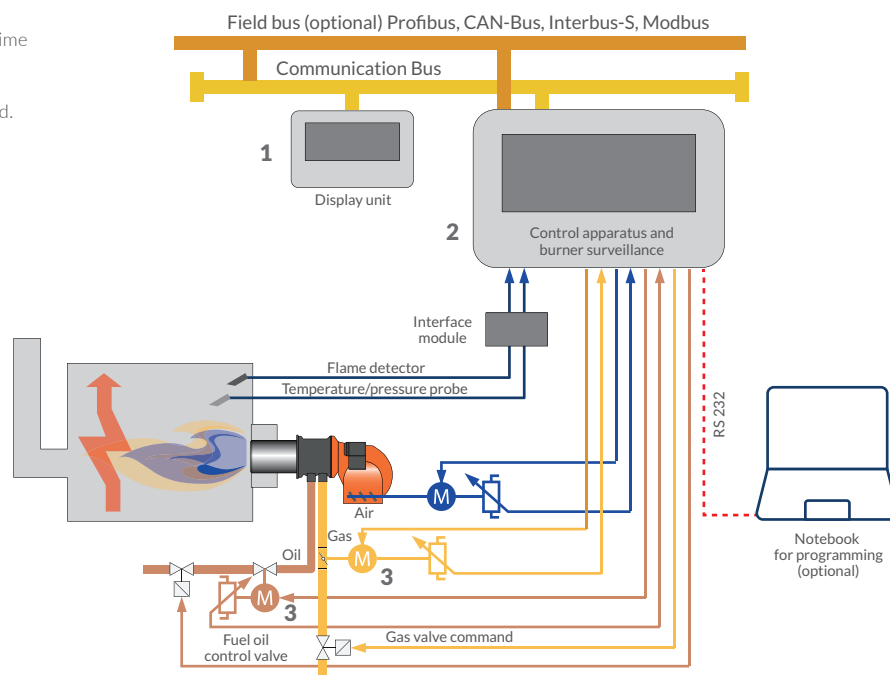 Field bus (optional) Profibus, CAN-Bus, Interbus-S, Modbus
ime
Communication Bus
d.
1
Display unit
2
Control apparatus and
burner surveillance
Interface
module
Flame detector
Temperature/pressure probe
RS 232
M
Air
Gas
Oil
M
3
M
3
Notebook
for programming
(optional)
Fuel oil
control valve
Gas valve command